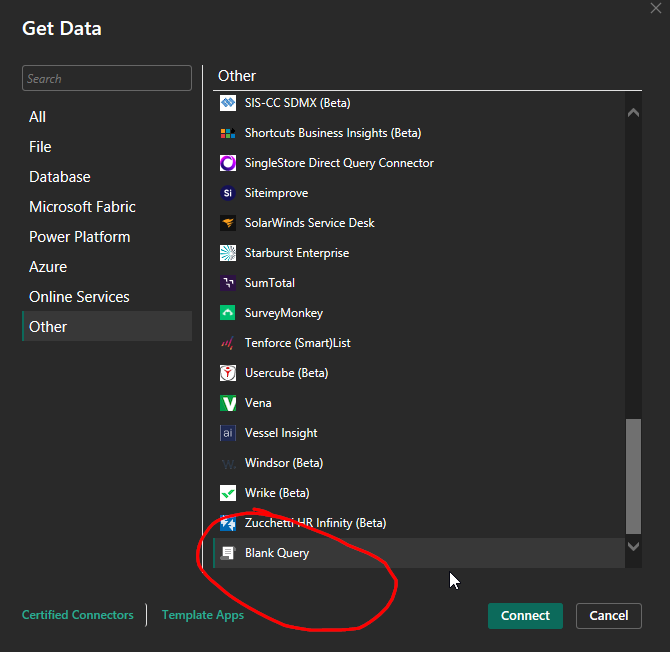 Get Data
Search
All
File
Database
Microsoft Fabric
Power Platform
Azure
Online Services
Other
Other
SIS-CC SDMX (Beta)
Shortcuts Business Insights (Beta)
SingleStore Direct Query Connector
Si
Siteimprove
SolarWinds Service Desk
Starburst Enterprise
SumTotal
SurveyMonkey
Tenforce (Smart)List
Usercube (Beta)
V
Vena
ai
Vessel Insight
W.
Windsor (Beta)
Wrike (Beta)
Zucchetti HR Infinity (Beta)
Blank Query
Certified Connectors
Template Apps
Connect
Cancel